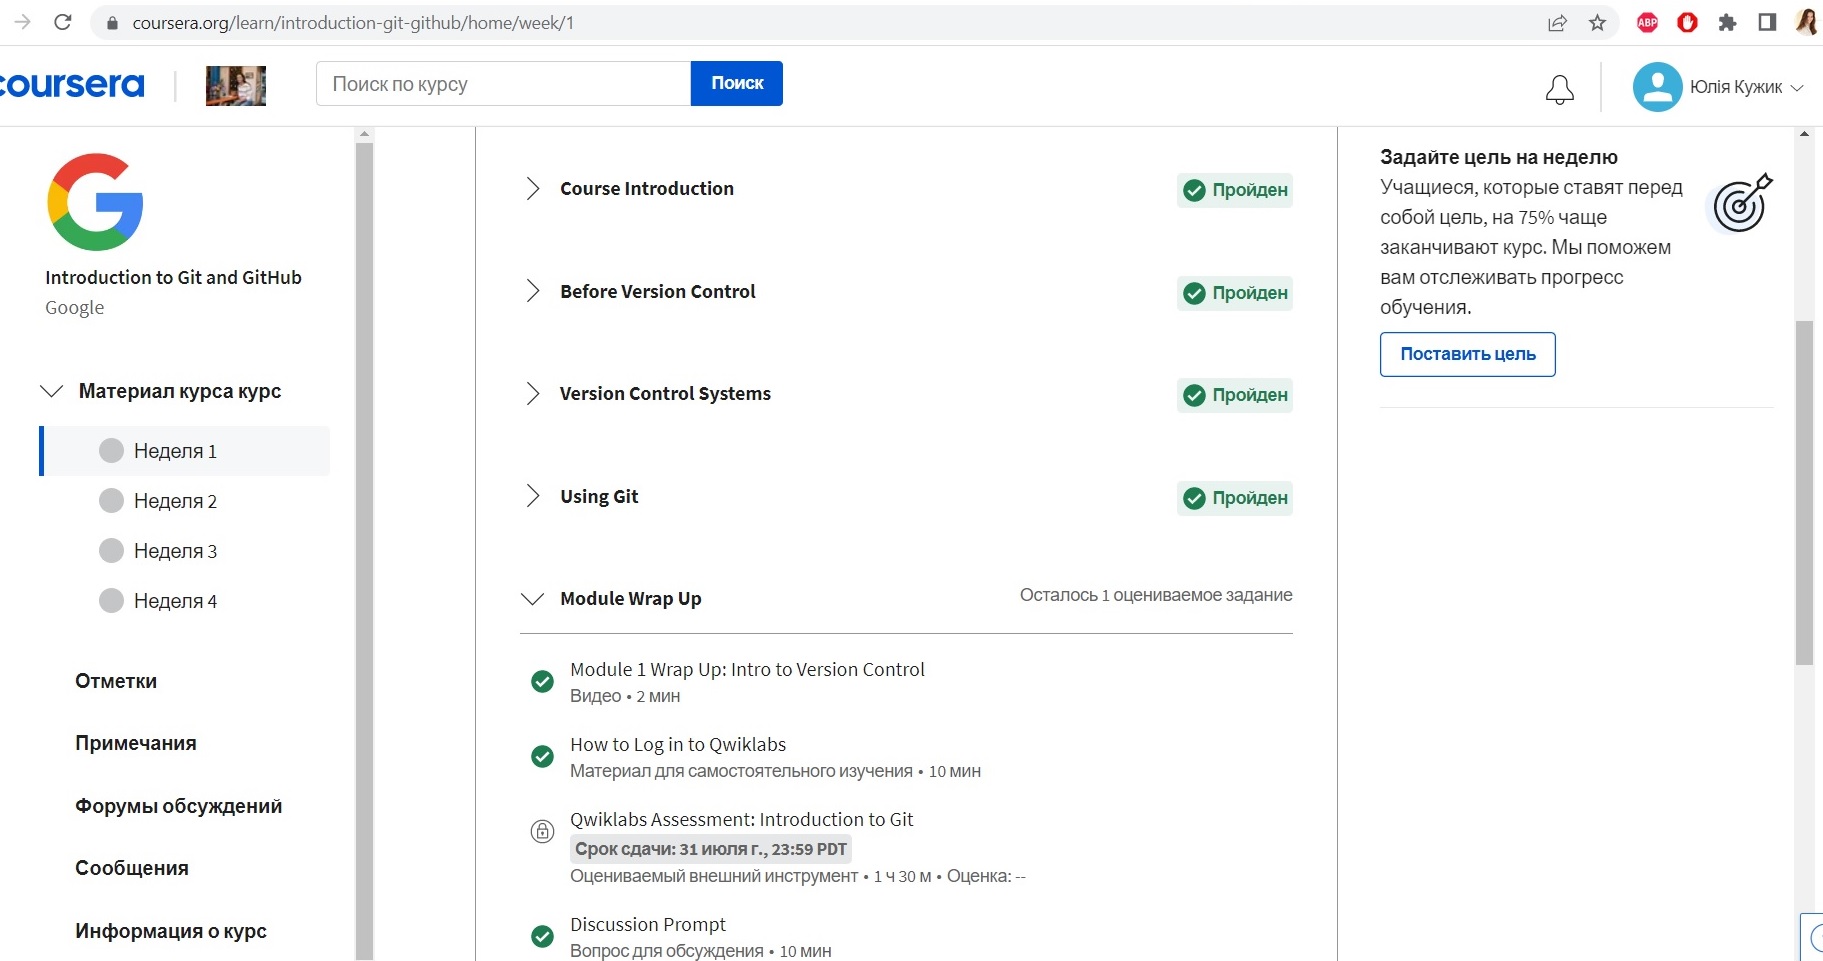 coursera.org/learn/introduction-git-github/home/week/1
ABP
coursera
Поиск по курсу
Поиск
Юлія Кужик
Introduction to Git and GitHub
Google
Материал курса курс
Неделя 1
Неделя 2
Неделя 3
Неделя 4
Отметки
Примечания
Форумы обсуждений
Сообщения
Информация о курс
Course Introduction
Пройден
Before Version Control
Пройден
Version Control Systems
Пройден
Using Git
Пройден
Module Wrap Up
Осталось 1 оцениваемое задание
Module 1 Wrap Up: Intro to Version Control
Видео • 2 мин
How to Log in to Qwiklabs
Материал для самостоятельного изучения • 10 мин
Qwiklabs Assessment: Introduction to Git
Срок сдачи: 31 июля г., 23:59 PDT
Оцениваемый внешний инструмент • 1 ч 30 м • Оценка: --
Discussion Prompt
Вопрос для обсуждения • 10 мин
Задайте цель на неделю
Учащиеся, которые ставят перед
собой цель, на 75% чаще
заканчивают курс. Мы поможем
вам отслеживать прогресс
обучения.
Поставить цель